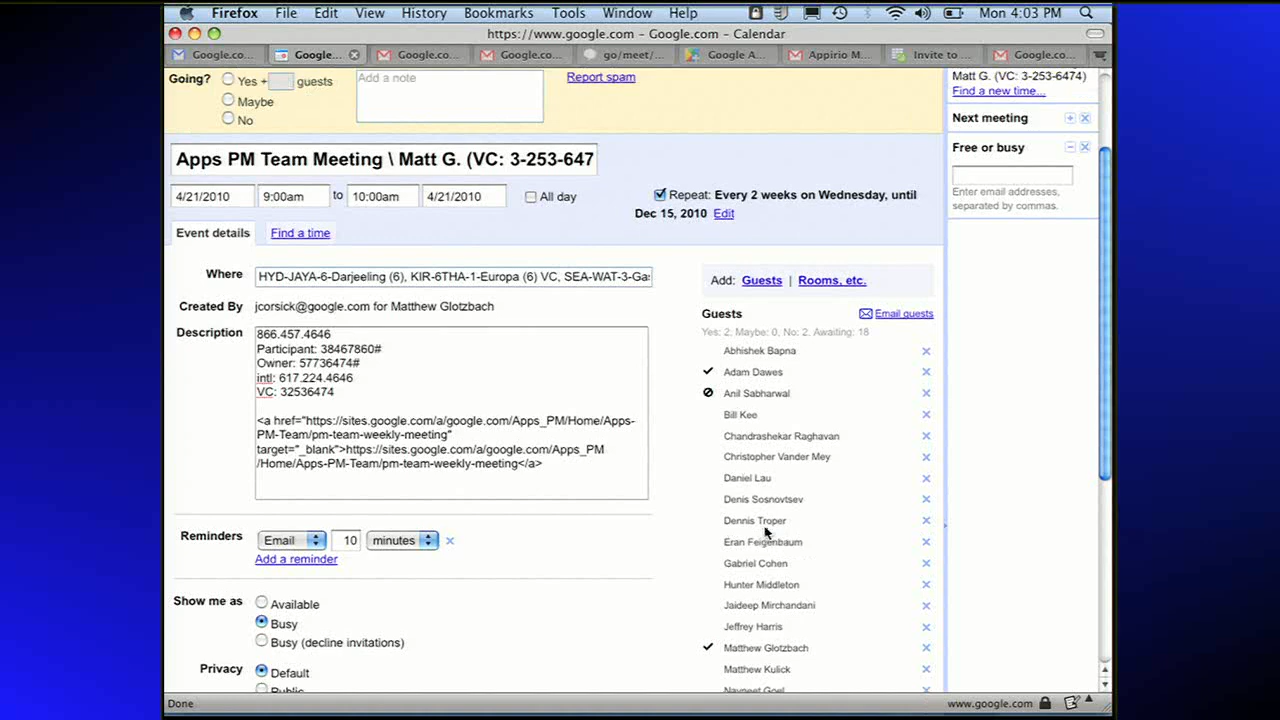 Firefox File Edit View History Bookmarks Tools Window Help Mon 4:03 PM
https://www.google.com - Google.com - Calendar
Google.co... Google... Google.co... Google.co... go/meet/... Google A... Appirio M... Invite to ... Google.co...
Going? Yes + guests
Maybe
No
Add a note
Report spam
Matt G. (VC: 3-253-6474)
Find a new time...
Next meeting
Free or busy
Enter email addresses,
separated by commas.
Apps PM Team Meeting \ Matt G. (VC: 3-253-647
4/21/2010 9:00am to 10:00am 4/21/2010 All day
Repeat: Every 2 weeks on Wednesday, until
Dec 15, 2010 Edit
Event details Find a time
Where HYD-JAYA-6-Darjeeling (6), KIR-6THA-1-Europa (6) VC, SEA-WAT-3-Ga
Created By jcorsick@google.com for Matthew Glotzbach
Description 866.457.4646
Participant: 38467860#
Owner: 57736474#
intl: 617.224.4646
VC: 32536474
<a href="https://sites.google.com/a/google.com/Apps_PM/Home/Apps-
PM-Team/pm-team-weekly-meeting"
target="_blank">https://sites.google.com/a/google.com/Apps_PM
/Home/Apps-PM-Team/pm-team-weekly-meeting</a>
Reminders Email 10 minutes
Add a reminder
Show me as Available
Busy
Busy (decline invitations)
Privacy Default
Public
Add: Guests | Rooms, etc.
Guests Email guests
Yes: 2, Maybe: 0, No: 2, Awaiting: 18
Abhishek Bapna
Adam Dawes
Anil Sabharwal
Bill Kee
Chandrashekar Raghavan
Christopher Vander Mey
Daniel Lau
Denis Sosnovtsev
Dennis Troper
Eran Feigenbaum
Gabriel Cohen
Hunter Middleton
Jaideep Mirchandani
Jeffrey Harris
Matthew Glotzbach
Matthew Kulick
Navneet Goel
Done www.google.com